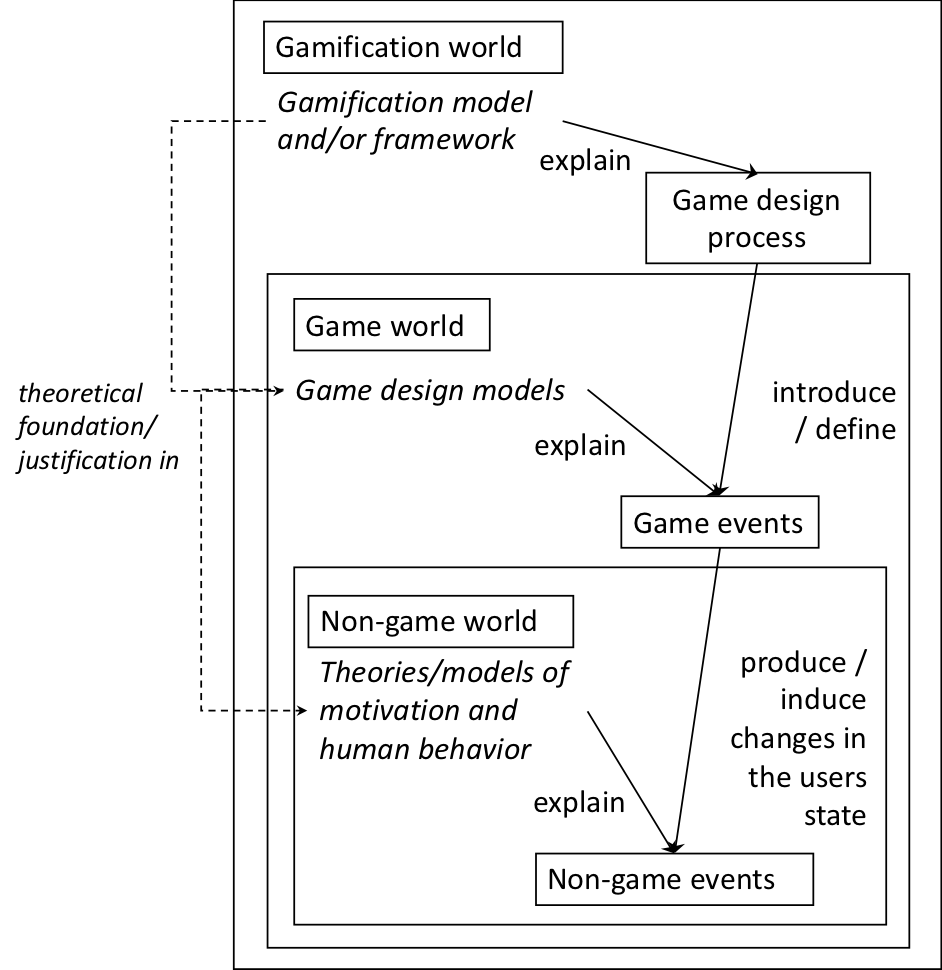 Gamification world
Gamification model
and/or framework
explain
Game design
process
Game world
Game design models
theoretical
foundation/
justification in
introduce
/ define
explain
Game events
Non-game world
Theories/models of
motivation and
human behavior
produce /
induce
changes in
the users
state
explain
Non-game events